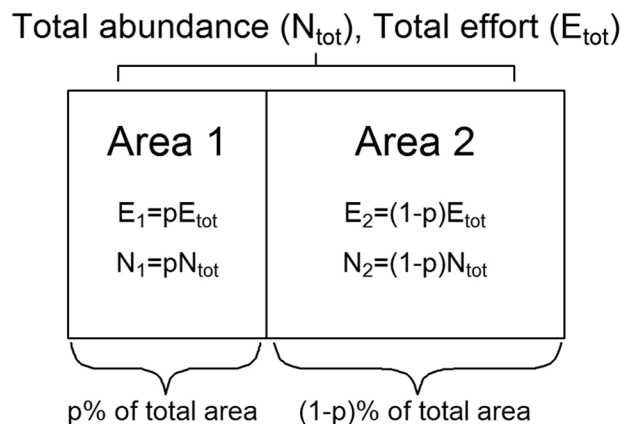 Total abundance (Ntot), Total effort (Etot)
Area 1
Area 2
E1=pEtot
E2=(1-p)Etot
N1=pNtot
N2=(1-p)Ntot
p% of total area
(1-p)% of total area